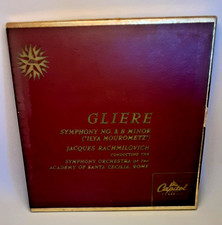 GLIERE
SYMPHONY NO. 3, B MINOR
("ILYA MOUROMETZ")
JACQUES RACHMILOVICH
CONDUCTING THE
SYMPHONY ORCHESTRA OF THE
ACADEMY OF SANTA CECILIA, ROME
Capitol